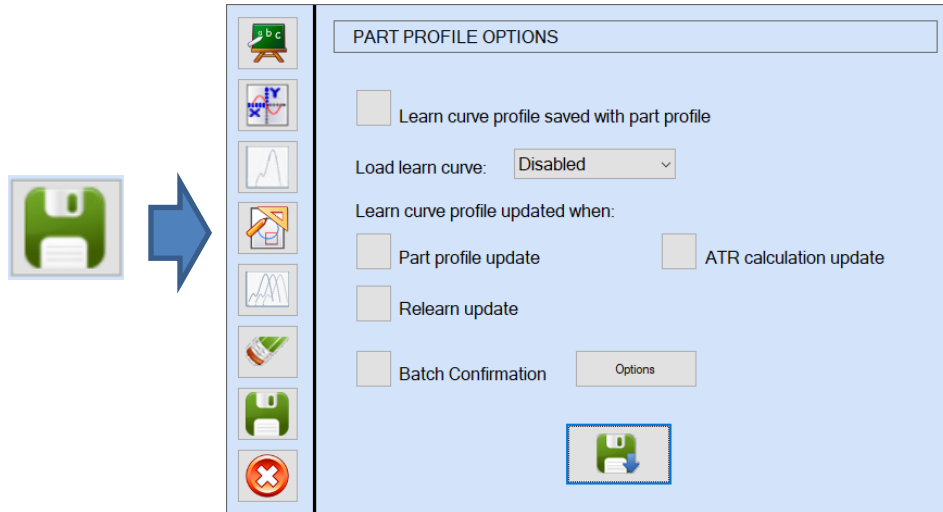 abc
Y
X
PART PROFILE OPTIONS
Learn curve profile saved with part profile
Load learn curve: Disabled
Learn curve profile updated when:
Part profile update ATR calculation update
Relearn update
Batch Confirmation Options